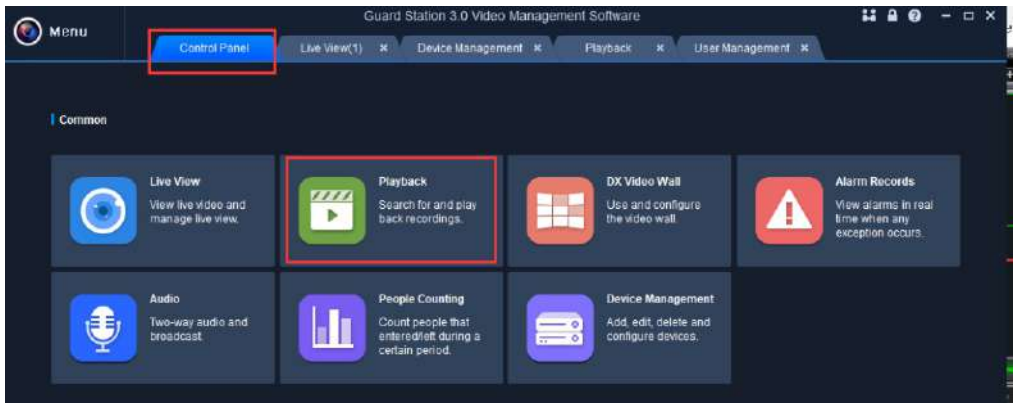 Guard Station 3.0 Video Management Software
Menu
Control Panel
Live View(1)
Device Management
Playback
User Management
Common
Live View
View live video and
manage live view.
Playback
Search for and play
back recordings.
DX Video Wall
Use and configure
the video wall.
Alarm Records
View alarms in real
time when any
exception occurs.
Audio
Two-way audio and
broadcast.
People Counting
Count people that
entered/left during a
certain period.
Device Management
Add, edit, delete and
configure devices.